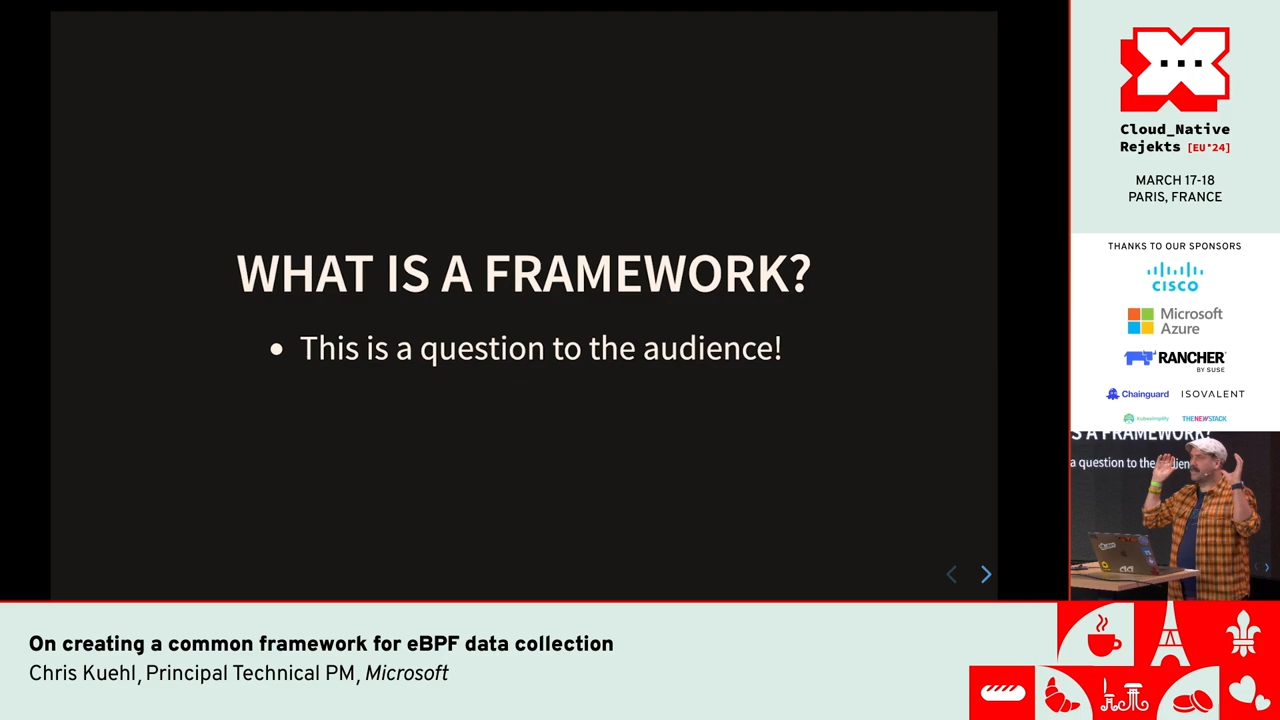 WHAT IS A FRAMEWORK?
• This is a question to the audience!
Cloud_Native
Rejekts [EU*24]
MARCH 17-18
PARIS, FRANCE
THANKS TO OUR SPONSORS
CISCO
Microsoft
Azure
RANCHER
BY SUSE
Chainguard
ISOVALENT
kubesimplify
THENEWSTACK
S A FRAMEWORK?
a question to the audienc
On creating a common framework for eBPF data collection
Chris Kuehl, Principal Technical PM, Microsoft